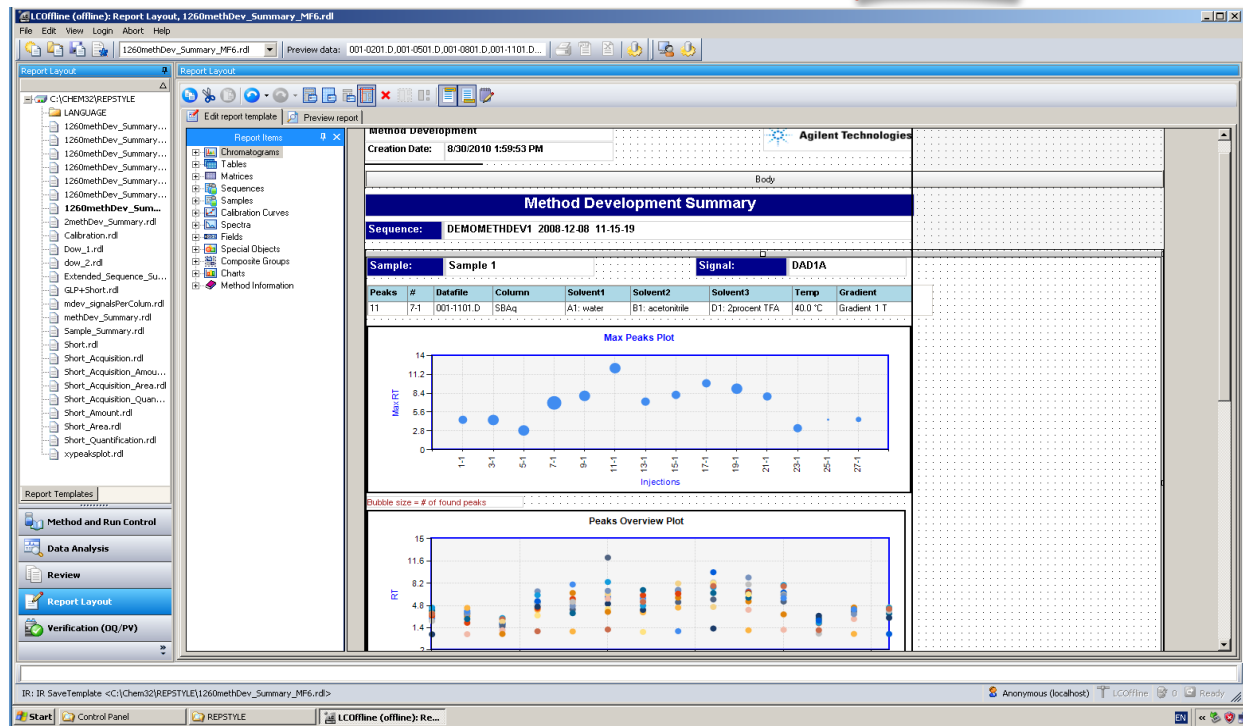 LCOffline (offline): Report Layout, 1260methDev_Summary_MF6.rdl
File Edit View Login Abort Help
1260methDev_Summary_MF6.rdl Preview data: 001-0201.D,001-0501.D,001-0801.D,001-1101.D...
Report Layout
C:\CHEM32\REPSTYLE
LANGUAGE
1260methDev_Summary...
1260methDev_Summary...
1260methDev_Summary...
1260methDev_Summary...
1260methDev_Summary...
1260methDev_Summary...
1260methDev_Sum...
2methDev_Summary.rdl
Calibration.rdl
Dow_1.rdl
dow_2.rdl
Extended_Sequence_Su...
GLP+Short.rdl
mdev_signalsPerColum.rdl
methDev_Summary.rdl
Sample_Summary.rdl
Short.rdl
Short_Acquisition.rdl
Short_Acquisition_Amou...
Short_Acquisition_Area.rdl
Short_Acquisition_Quan...
Short_Amount.rdl
Short_Area.rdl
Short_Quantification.rdl
xypeaksplot.rdl
Report Templates
Method and Run Control
Data Analysis
Review
Report Layout
Verification (OQ/PV)
Report Layout
Edit report template Preview report
Report Items
Chromatograms
Tables
Matrices
Sequences
Samples
Calibration Curves
Spectra
Fields
Special Objects
Composite Groups
Charts
Method Information
Method Development
Agilent Technologies
Creation Date: 8/30/2010 1:59:53 PM
Body
Method Development Summary
Sequence: DEMOMETHDEV1 2008-12-08 11-15-19
Sample: Sample 1 Signal: DAD1A
Peaks # Datafile Column Solvent1 Solvent2 Solvent3 Temp Gradient
11 7-1 001-1101.D SBAq A1: water B1: acetonitrile D1: 2procent TFA 40.0 °C Gradient 1 T
Max Peaks Plot
14
11.2
8.4
5.6
2.8
0
Max RT
1-1 3-1 5-1 7-1 9-1 11-1 13-1 15-1 17-1 19-1 21-1 23-1 25-1 27-1
Injections
Bubble size = # of found peaks
Peaks Overview Plot
15
11.6
8.2
4.8
1.4
RT
IR: IR SaveTemplate <C:\Chem32\REPSTYLE\1260methDev_Summary_MF6.rdl>
Anonymous (localhost) LCOffline 0 Ready
Start Control Panel REPSTYLE LCOffline (offline): Re... EN